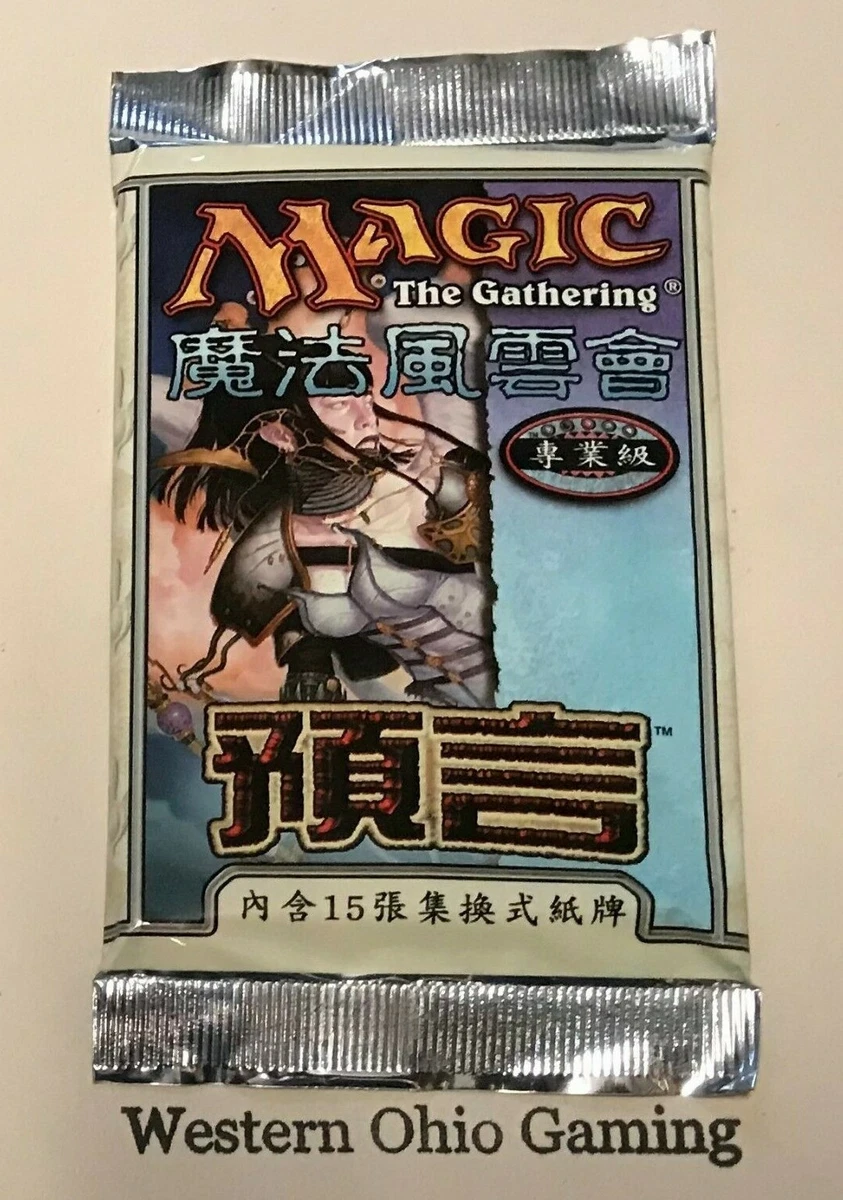 MAGIC
The Gathering®
魔法風雲會
專業級
預言™
內含15張集換式紙牌
Western Ohio Gaming